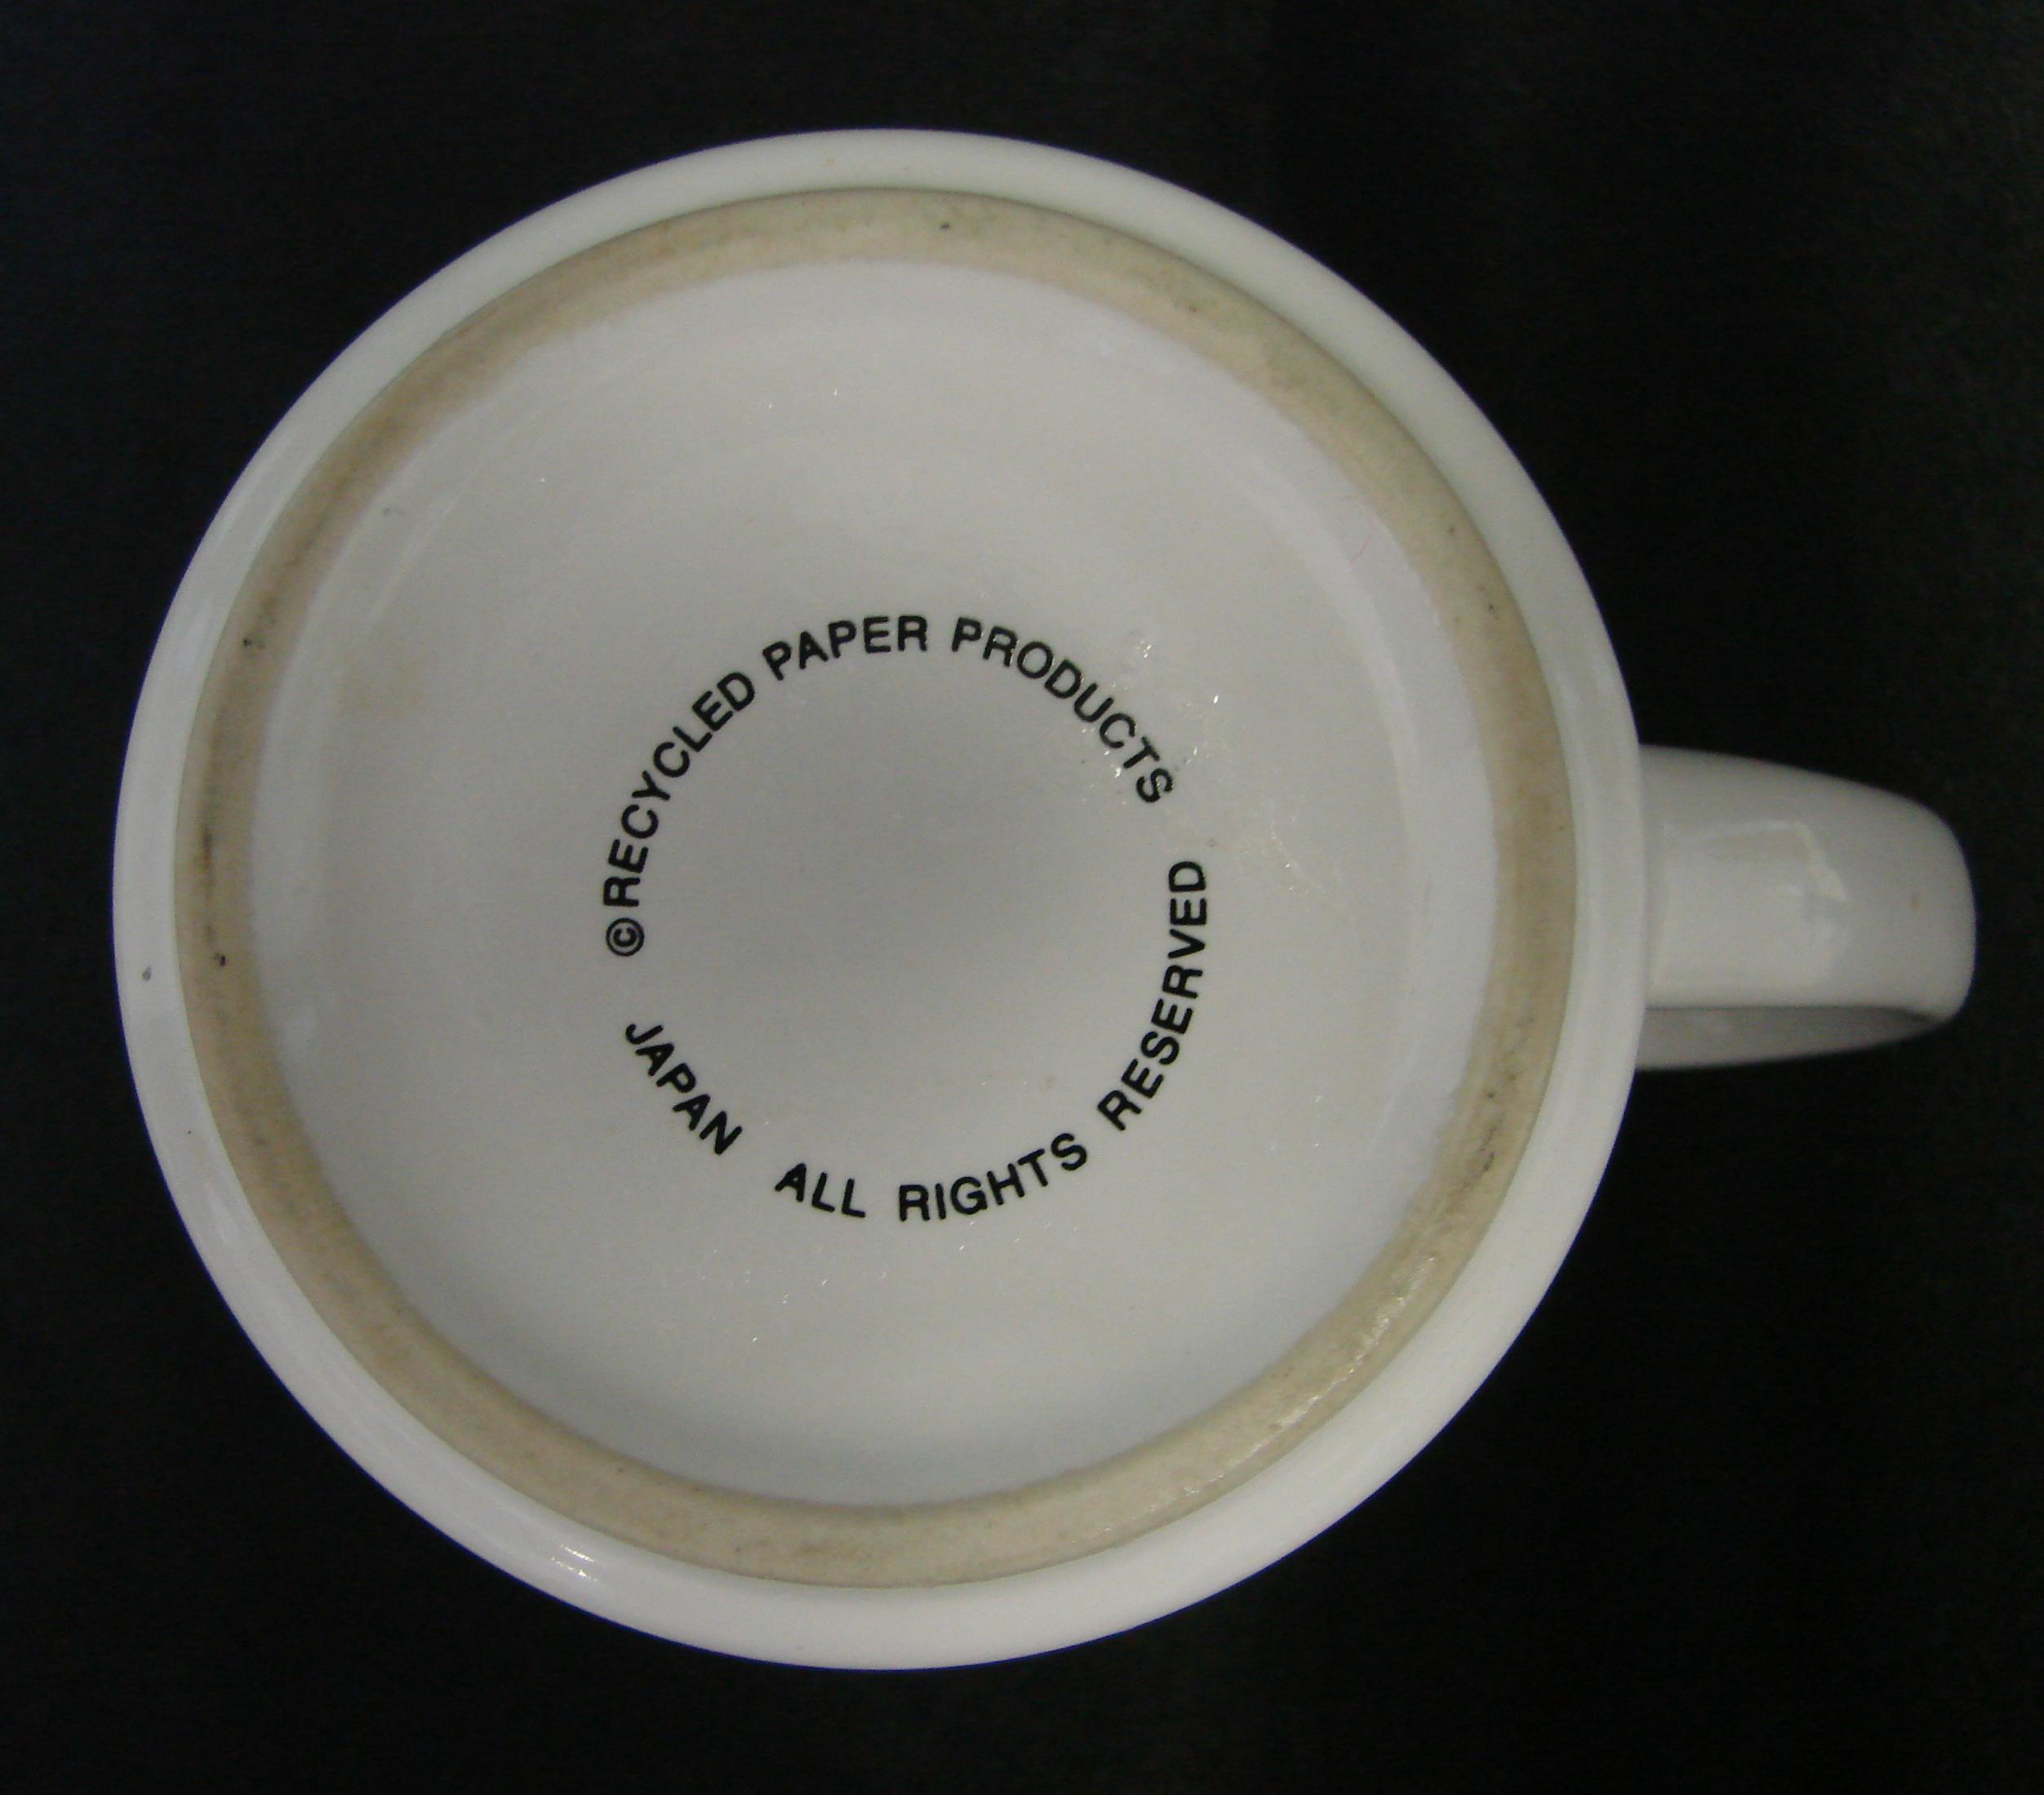 ©RECYCLED PAPER PRODUCTS
JAPAN ALL RIGHTS RESERVED